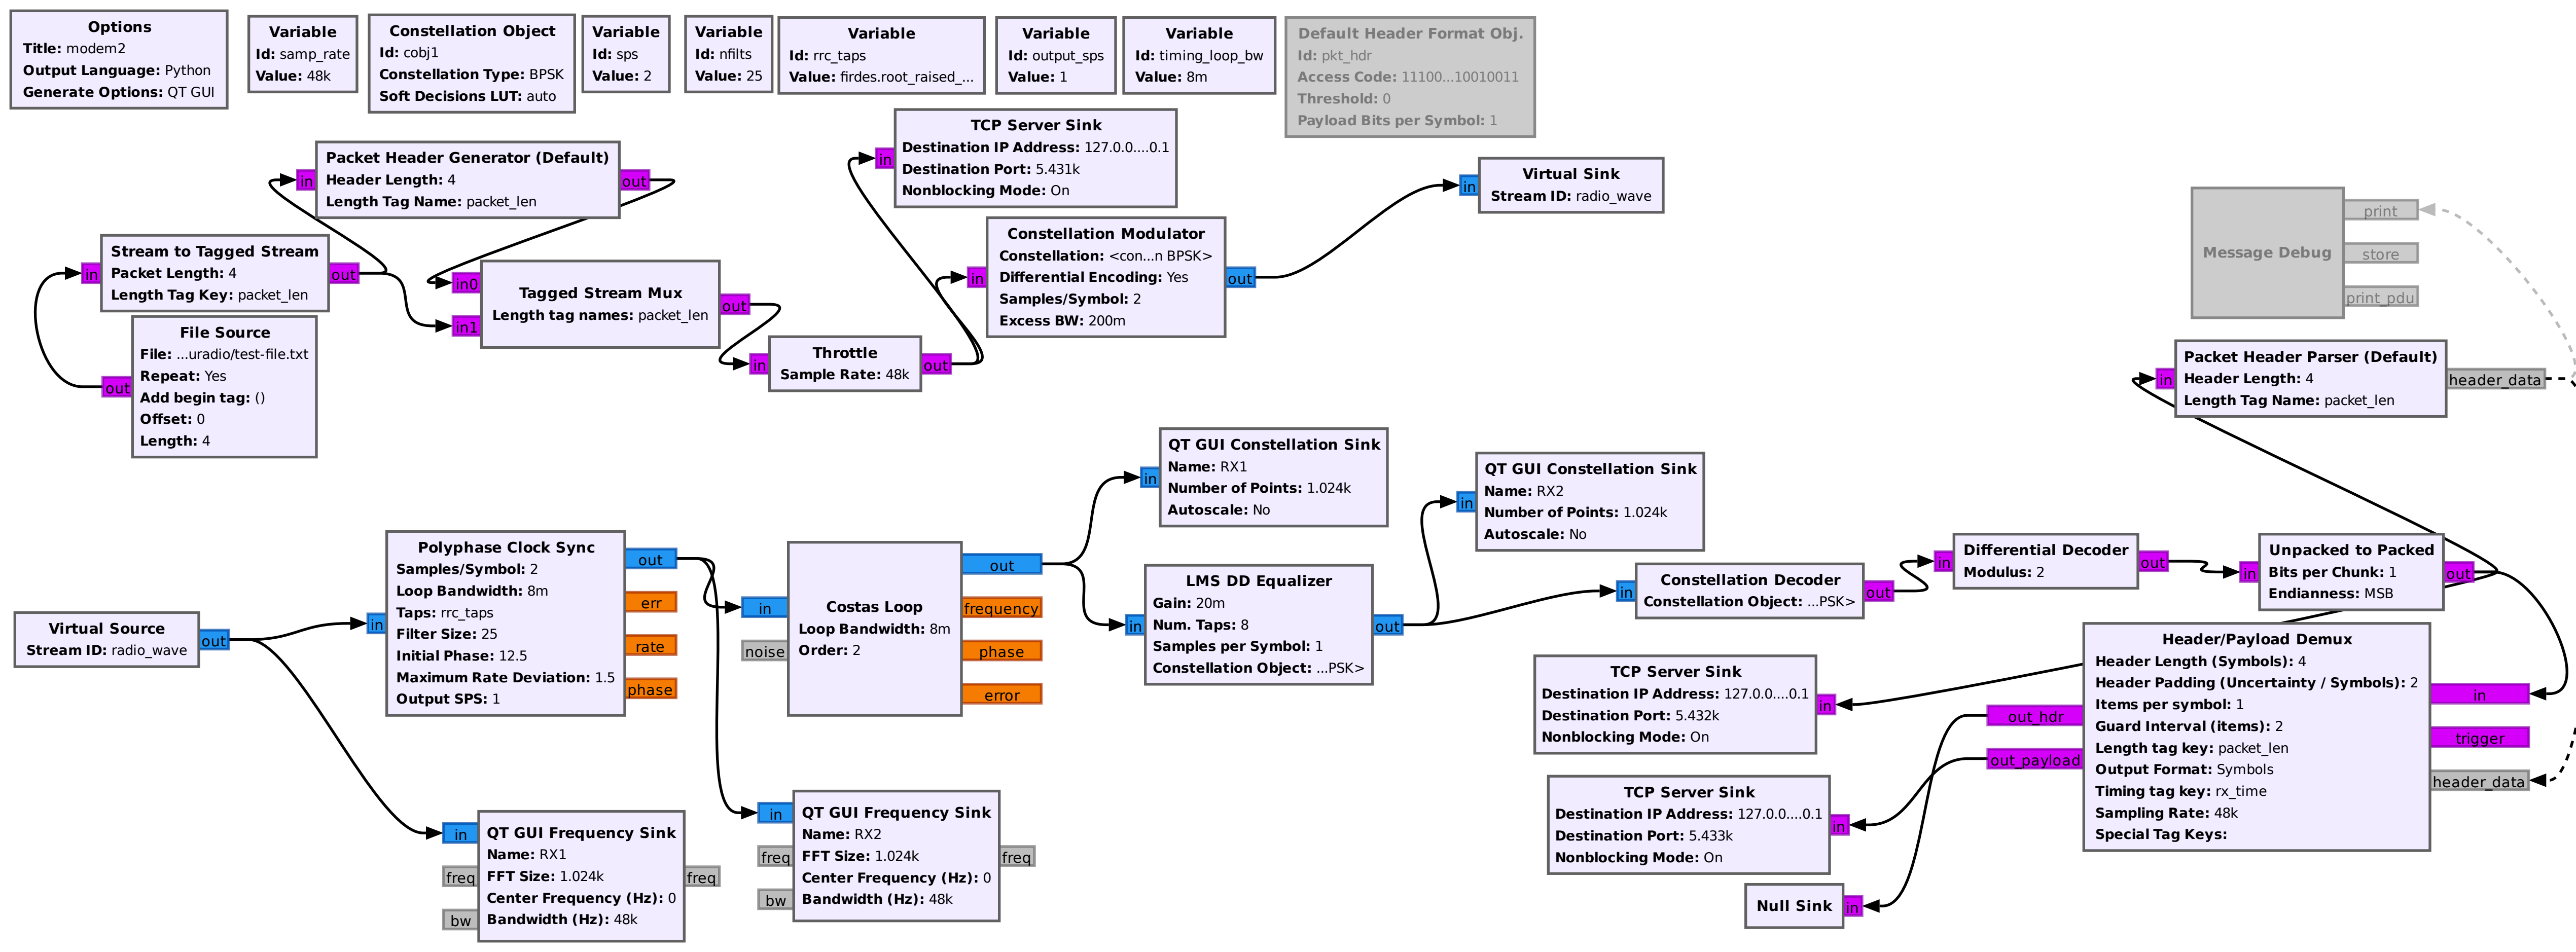 Options
Title: modem2
Output Language: Python
Generate Options: QT GUI
Variable
Id: samp_rate
Value: 48k
Constellation Object
Id: cobj1
Constellation Type: BPSK
Soft Decisions LUT: auto
Variable
Id: sps
Value: 2
Variable
Id: nfilts
Value: 25
Variable
Id: rrc_taps
Value: firdes.root_raised_...
Variable
Id: output_sps
Value: 1
Variable
Id: timing_loop_bw
Value: 8m
Default Header Format Obj.
Id: pkt_hdr
Access Code: 11100...10010011
Threshold: 0
Payload Bits per Symbol: 1
Packet Header Generator (Default)
Header Length: 4
Length Tag Name: packet_len
in
out
TCP Server Sink
Destination IP Address: 127.0.0....0.1
Destination Port: 5.431k
Nonblocking Mode: On
in
Virtual Sink
Stream ID: radio_wave
in
Stream to Tagged Stream
Packet Length: 4
Length Tag Key: packet_len
in
out
Tagged Stream Mux
Length tag names: packet_len
in0
in1
out
Constellation Modulator
Constellation: <con...n BPSK>
Differential Encoding: Yes
Samples/Symbol: 2
Excess BW: 200m
in
out
File Source
File: ...uradio/test-file.txt
Repeat: Yes
Add begin tag: ()
Offset: 0
Length: 4
out
Throttle
Sample Rate: 48k
in
out
Message Debug
print
store
print_pdu
Packet Header Parser (Default)
Header Length: 4
Length Tag Name: packet_len
in
header_data
QT GUI Constellation Sink
Name: RX1
Number of Points: 1.024k
Autoscale: No
in
QT GUI Constellation Sink
Name: RX2
Number of Points: 1.024k
Autoscale: No
in
Virtual Source
Stream ID: radio_wave
out
Polyphase Clock Sync
Samples/Symbol: 2
Loop Bandwidth: 8m
Taps: rrc_taps
Filter Size: 25
Initial Phase: 12.5
Maximum Rate Deviation: 1.5
Output SPS: 1
in
out
err
rate
phase
Costas Loop
Loop Bandwidth: 8m
Order: 2
in
noise
out
frequency
phase
error
LMS DD Equalizer
Gain: 20m
Num. Taps: 8
Samples per Symbol: 1
Constellation Object: ...PSK>
in
out
Constellation Decoder
Constellation Object: ...PSK>
in
out
Differential Decoder
Modulus: 2
in
out
Unpacked to Packed
Bits per Chunk: 1
Endianness: MSB
in
out
Header/Payload Demux
Header Length (Symbols): 4
Header Padding (Uncertainty / Symbols): 2
Items per symbol: 1
Guard Interval (items): 2
Length tag key: packet_len
Output Format: Symbols
Timing tag key: rx_time
Sampling Rate: 48k
Special Tag Keys:
in
trigger
header_data
out_hdr
out_payload
TCP Server Sink
Destination IP Address: 127.0.0....0.1
Destination Port: 5.432k
Nonblocking Mode: On
in
TCP Server Sink
Destination IP Address: 127.0.0....0.1
Destination Port: 5.433k
Nonblocking Mode: On
in
Null Sink
in
QT GUI Frequency Sink
Name: RX1
FFT Size: 1.024k
Center Frequency (Hz): 0
Bandwidth (Hz): 48k
in
freq
bw
freq
QT GUI Frequency Sink
Name: RX2
FFT Size: 1.024k
Center Frequency (Hz): 0
Bandwidth (Hz): 48k
in
freq
bw
freq